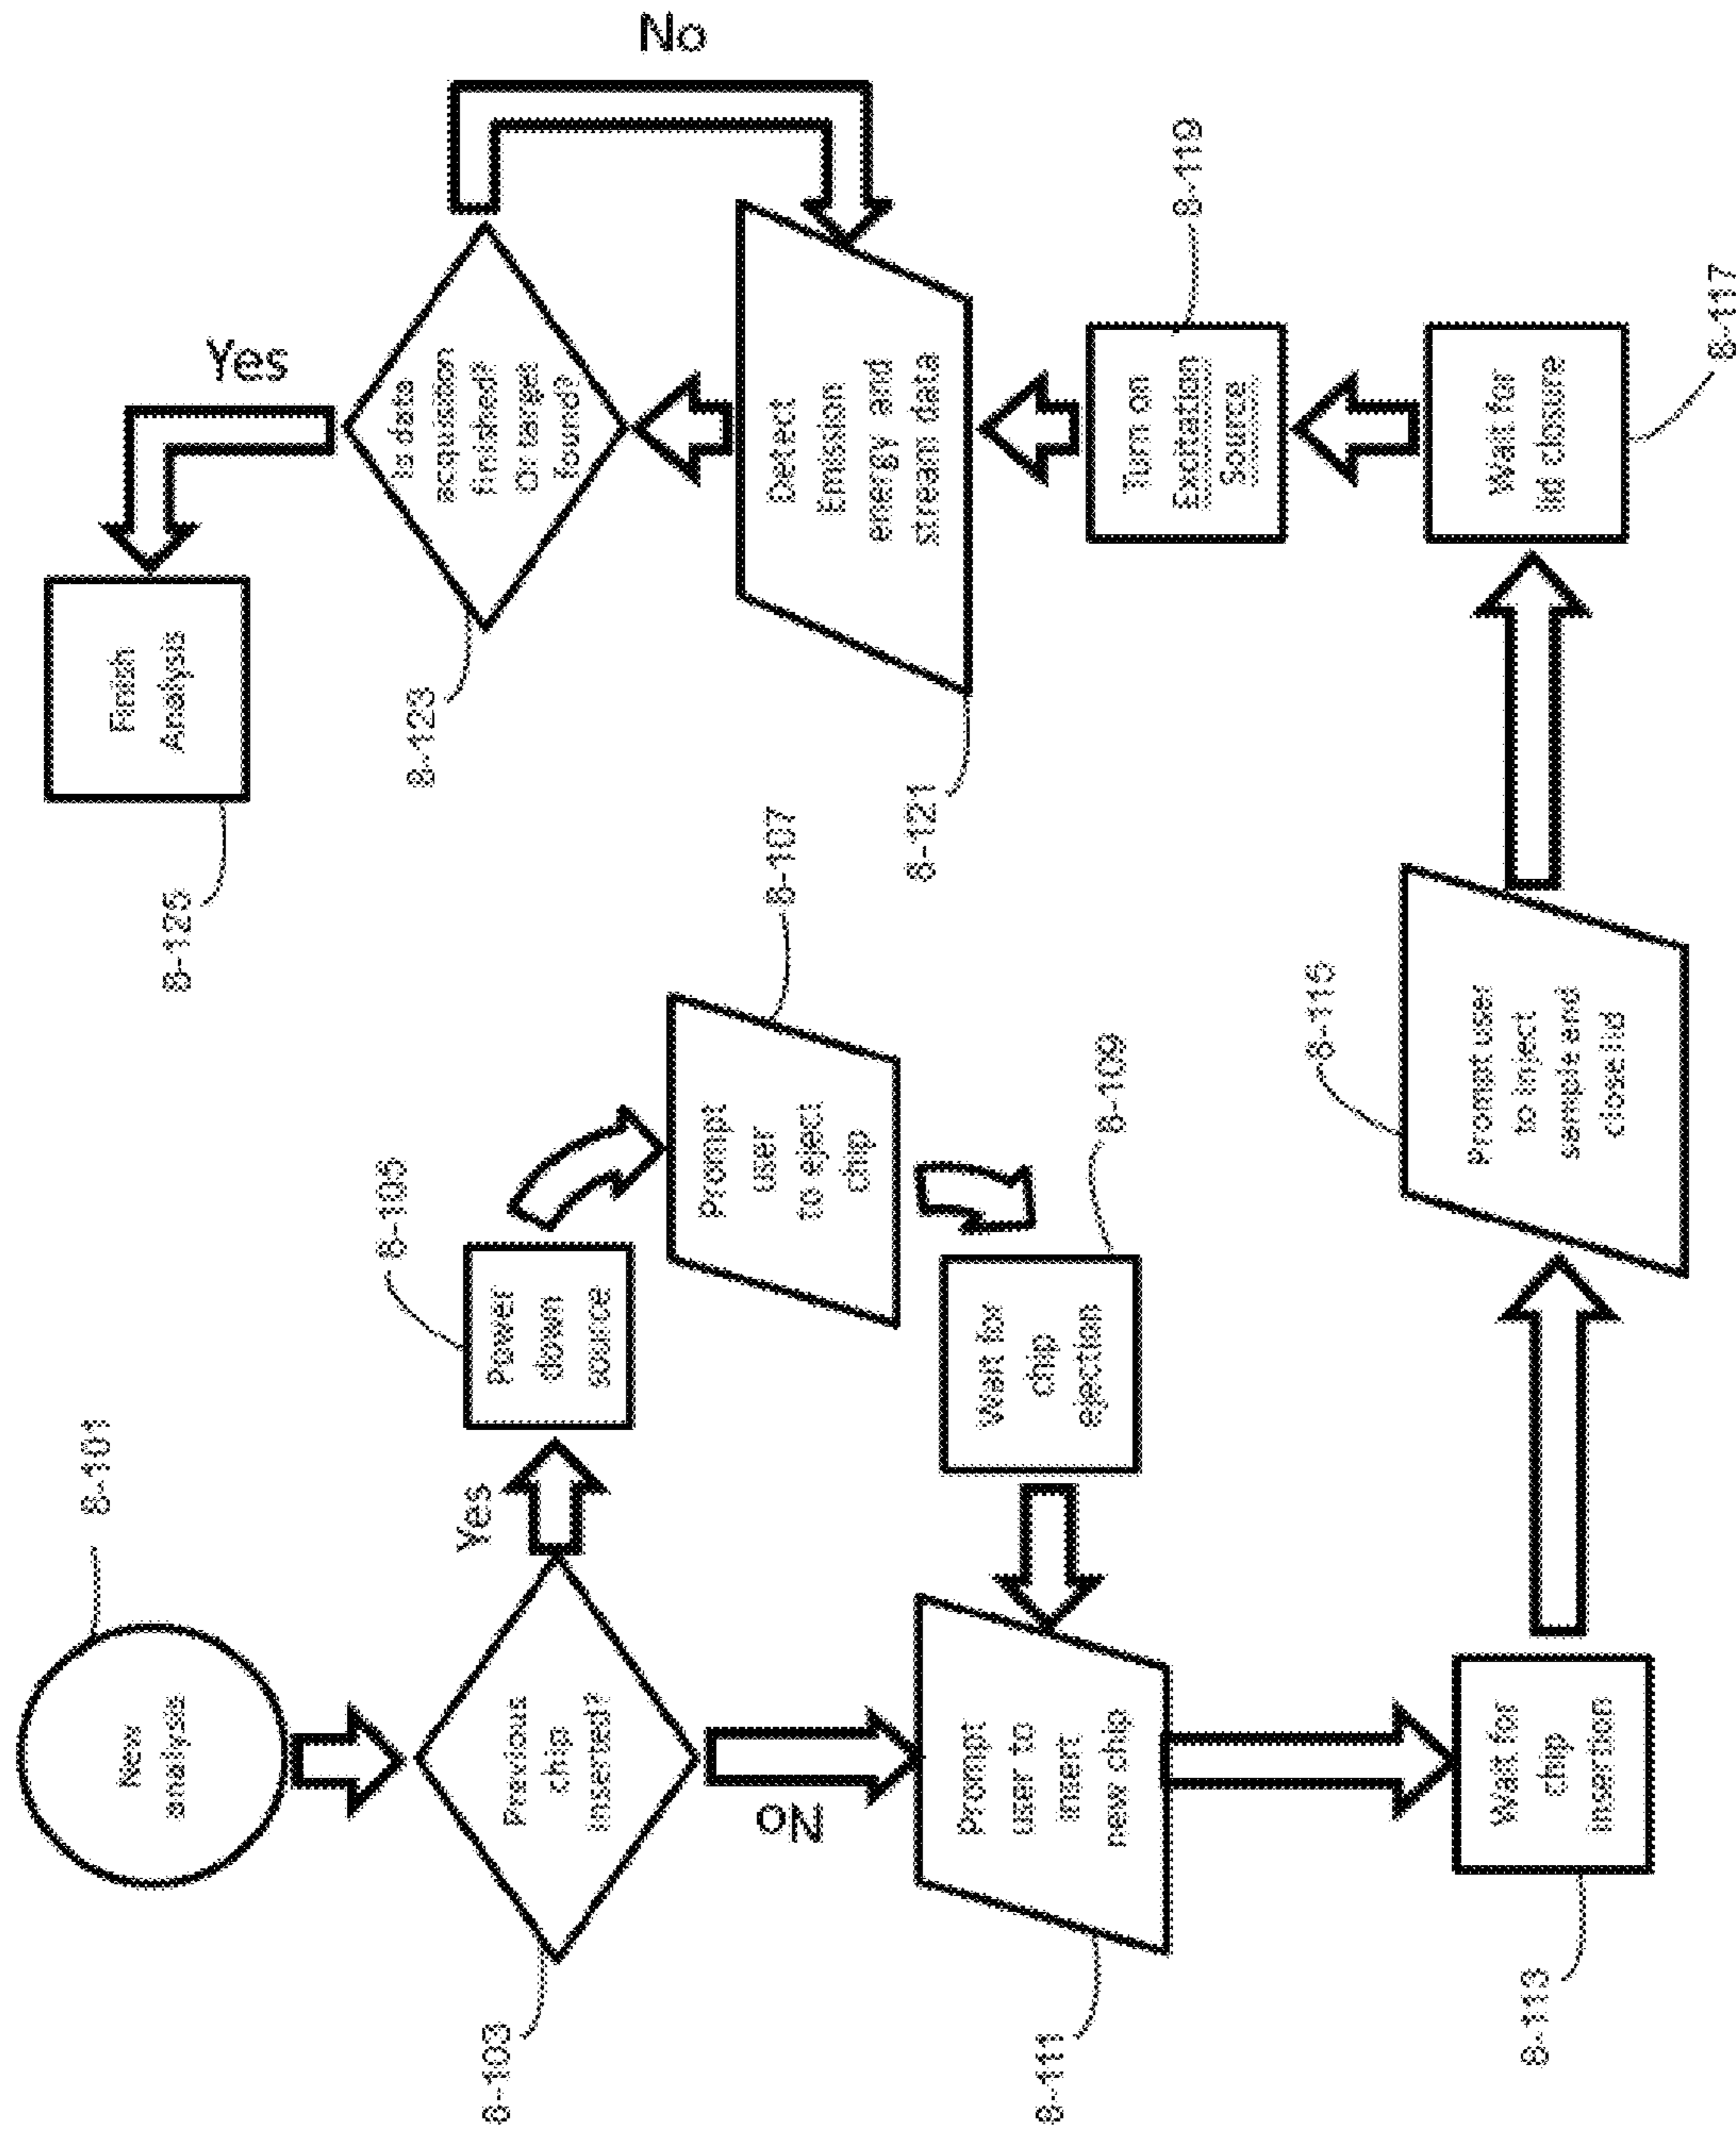 8-101
New
analysis
8-103
Previous
chip
inserted?
Yes
No
8-105
Power
down
source
8-107
Prompt
user
to eject
chip
8-109
Wait for
chip
ejection
8-111
Prompt
user to
insert
new chip
8-113
Wait for
chip
insertion
8-115
Prompt user
to inject
sample and
close lid
8-117
Wait for
lid closure
8-119
Turn on
Excitation
Source
8-121
Detect
Emission
energy and
stream data
8-123
Is data
acquisition
finished?
Or target
found?
No
Yes
8-125
Finish
Analysis